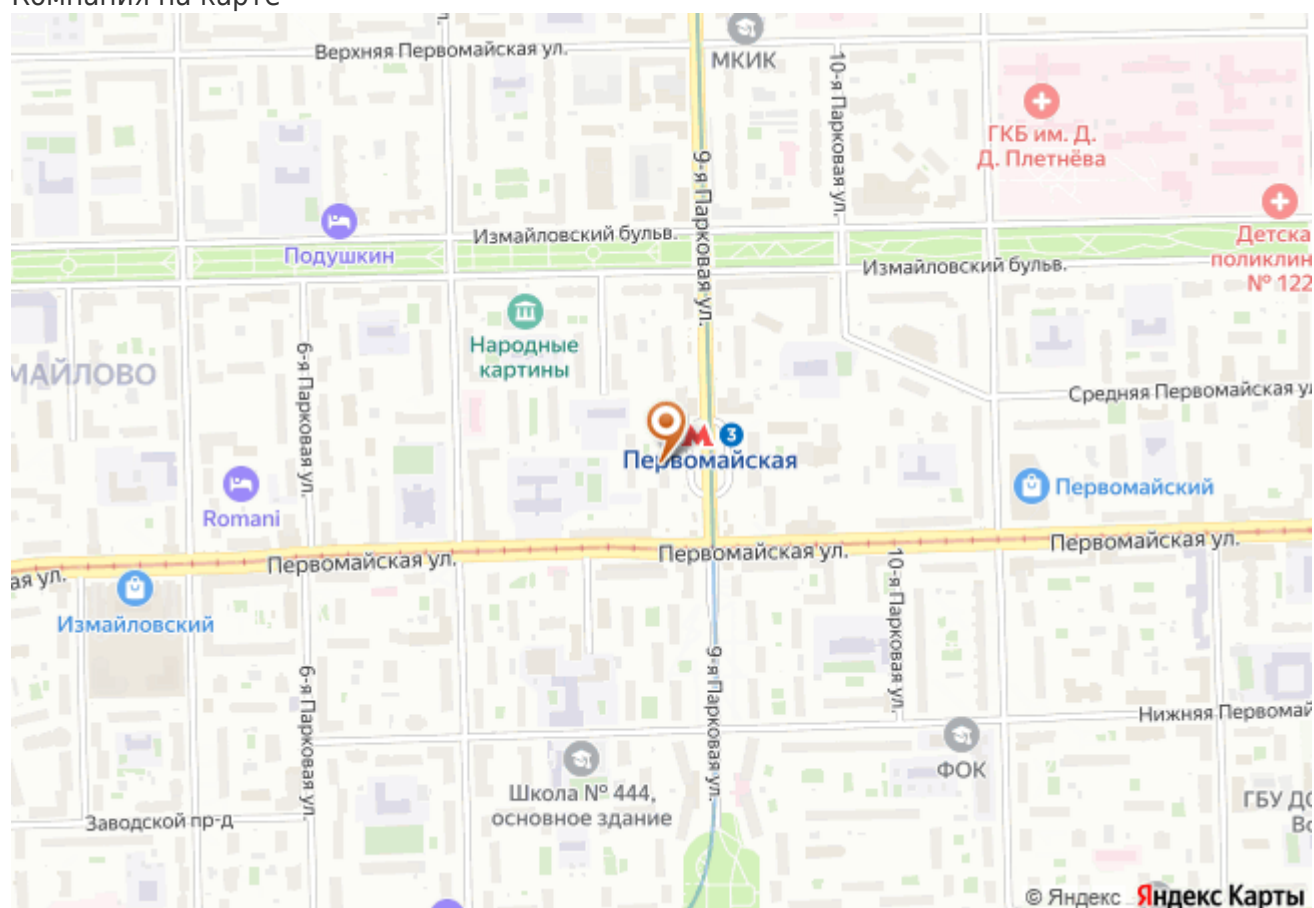 Компания на карте
Верхняя Первомайская ул.
МКИК
10-я Парковая ул.
ГКБ им. Д.
Д. Плетнёва
9-я Парковая ул.
Подушкин
Измайловский бульв.
Измайловский бульв.
Детска
поликлин
№ 122
Народные
картины
МАЙЛОВО
6-я Парковая ул.
Средняя Первомайская ул
3
Первомайская
Romani
Первомайский
ая ул.
Первомайская ул.
Первомайская ул.
Первомайская ул.
10-я Парковая ул.
Измайловский
6-я Парковая ул.
9-я Парковая ул.
Нижняя Первомай
ФОК
Школа № 444,
основное здание
Заводской пр-д
ГБУ ДО
Во
© Яндекс Яндекс Карты